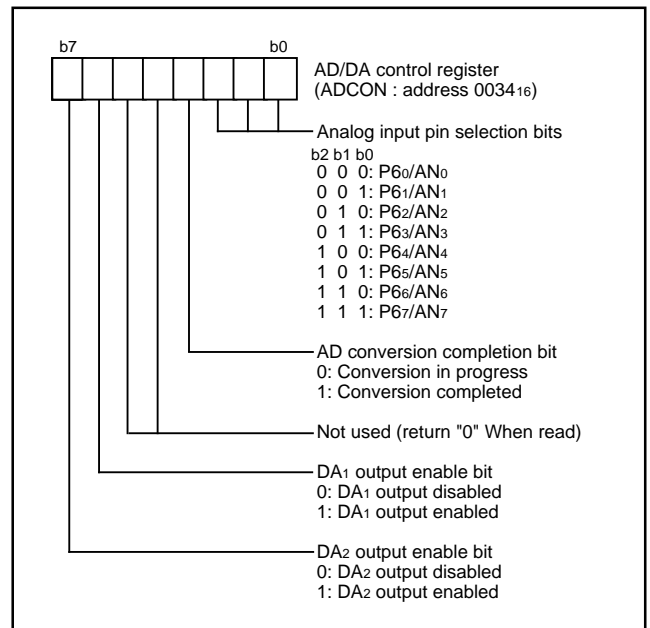 b7 b0
AD/DA control register
(ADCON : address 003416)
Analog input pin selection bits
b2 b1 b0
0 0 0: P60/AN0
0 0 1: P61/AN1
0 1 0: P62/AN2
0 1 1: P63/AN3
1 0 0: P64/AN4
1 0 1: P65/AN5
1 1 0: P66/AN6
1 1 1: P67/AN7
AD conversion completion bit
0: Conversion in progress
1: Conversion completed
Not used (return "0" When read)
DA1 output enable bit
0: DA1 output disabled
1: DA1 output enabled
DA2 output enable bit
0: DA2 output disabled
1: DA2 output enabled